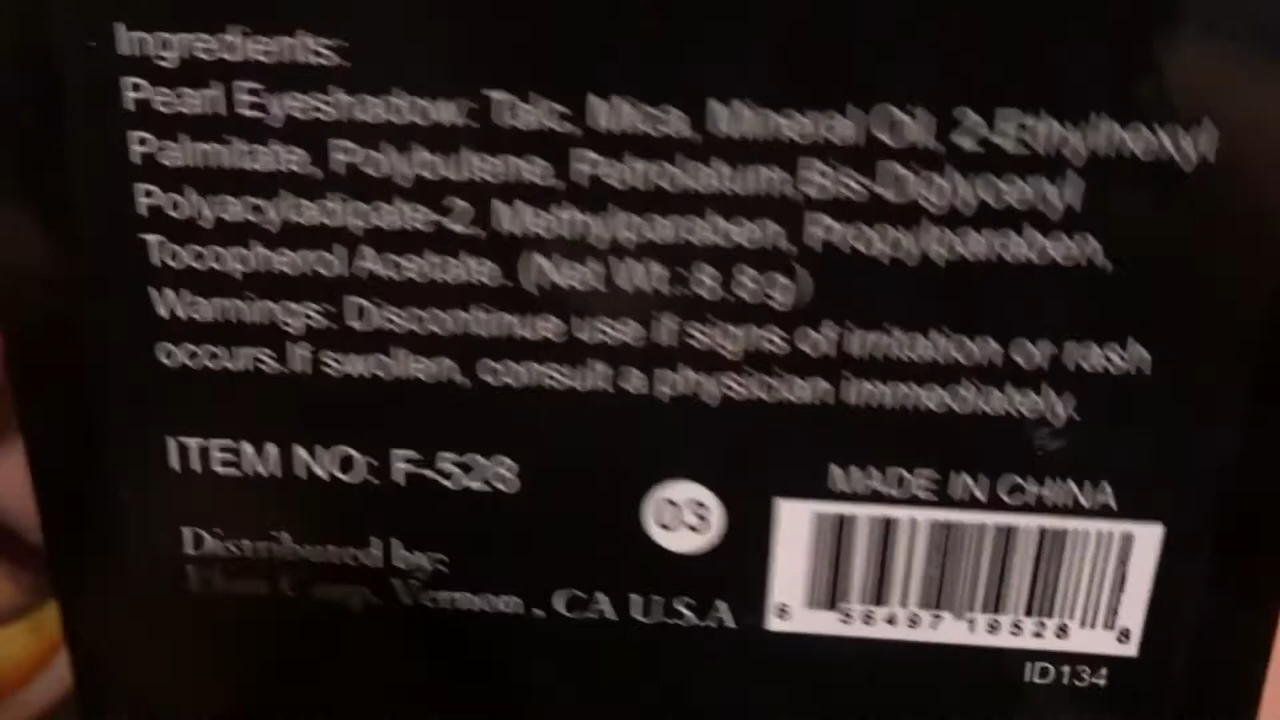 Ingredients:
Pearl Eyeshadow: Talc, Mica, Mineral Oil, 2-Ethylhexyl
Palmitate, Polybutene, Petrolatum,Bis-Diglyceryl
Polyacyladipate-2, Methylparaben, Propylparaben,
Tocopherol Acetate. (Net Wt.:8.8g)
Warnings: Discontinue use if signs of irritation or rash
occurs.If swollen, consult a physician immediately.
ITEM NO: F-528
03
MADE IN CHINA
Distributed by:
Corp. Vernon , CA U.S.A
6 56497 19528 8
ID134